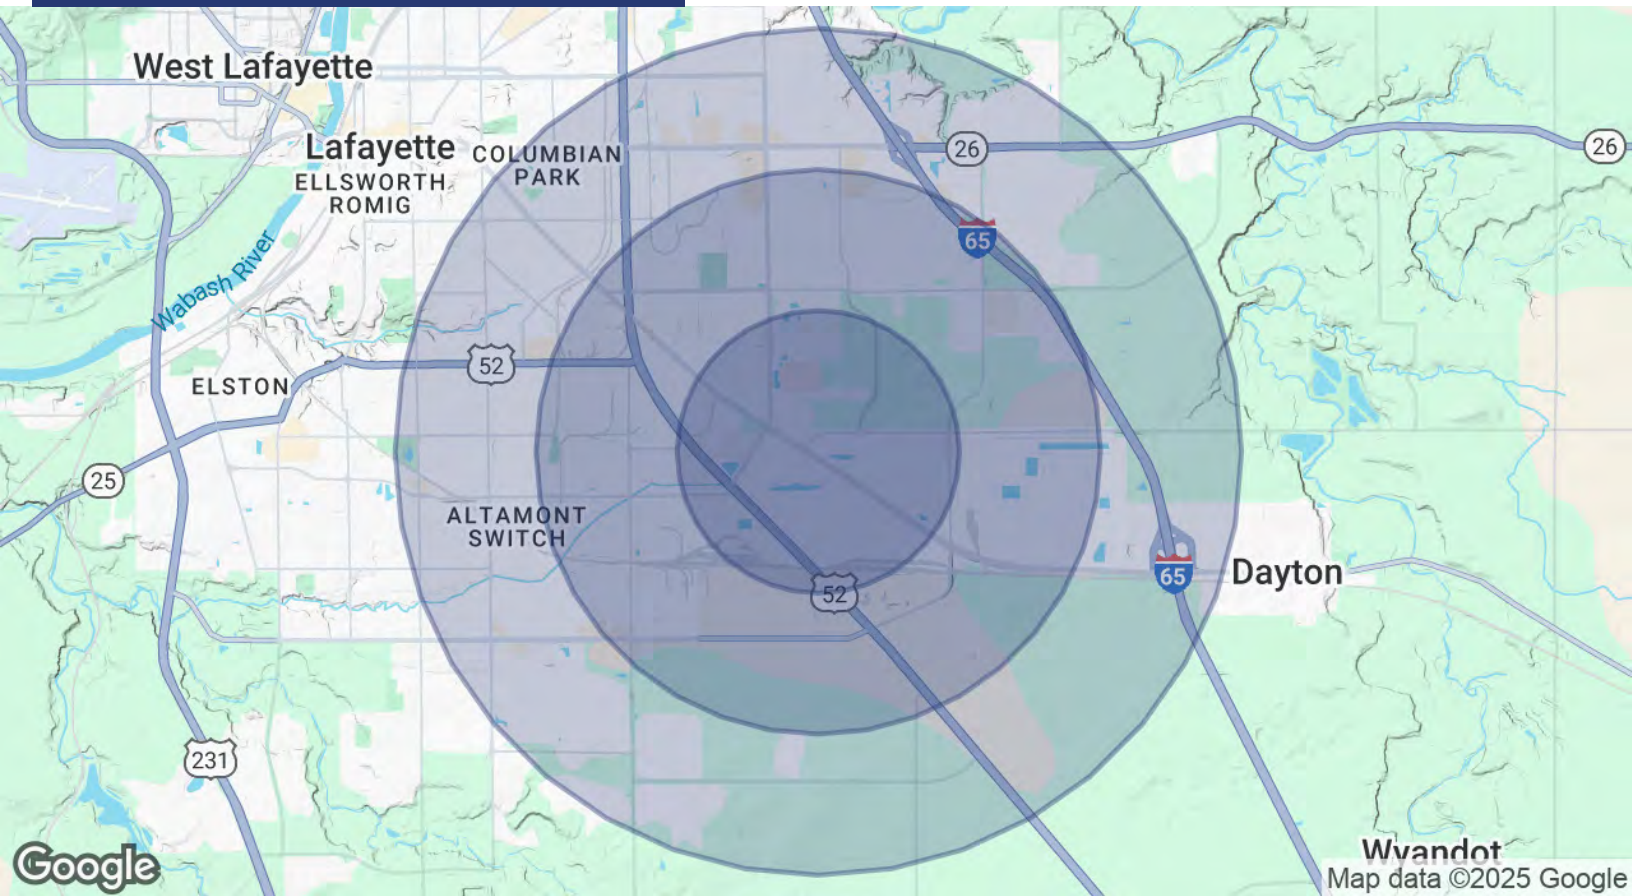 West Lafayette
Lafayette
COLUMBIAN
PARK
ELLSWORTH
ROMIG
26
26
65
Wabash River
52
ELSTON
25
ALTAMONT
SWITCH
65
Dayton
52
231
Wyandot
Google
Map data ©2025 Google